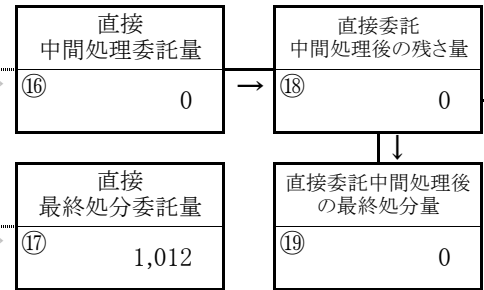 直接
中間処理委託量
⑯
0
→
直接委託
中間処理後の残さ量
⑱
0
↓
直接
最終処分委託量
⑰
1,012
直接委託中間処理後
の最終処分量
⑲
0